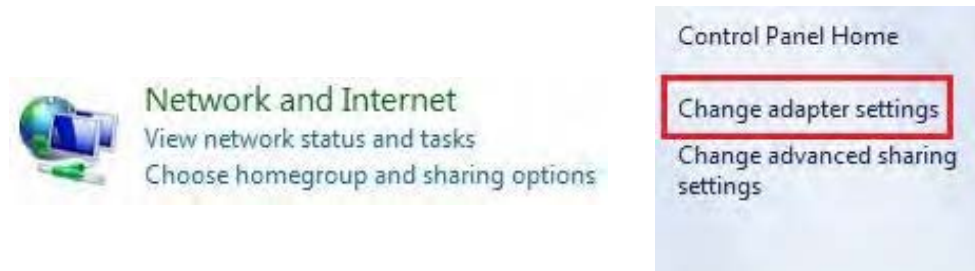 Network and Internet
View network status and tasks
Choose homegroup and sharing options
Control Panel Home
Change adapter settings
Change advanced sharing
settings